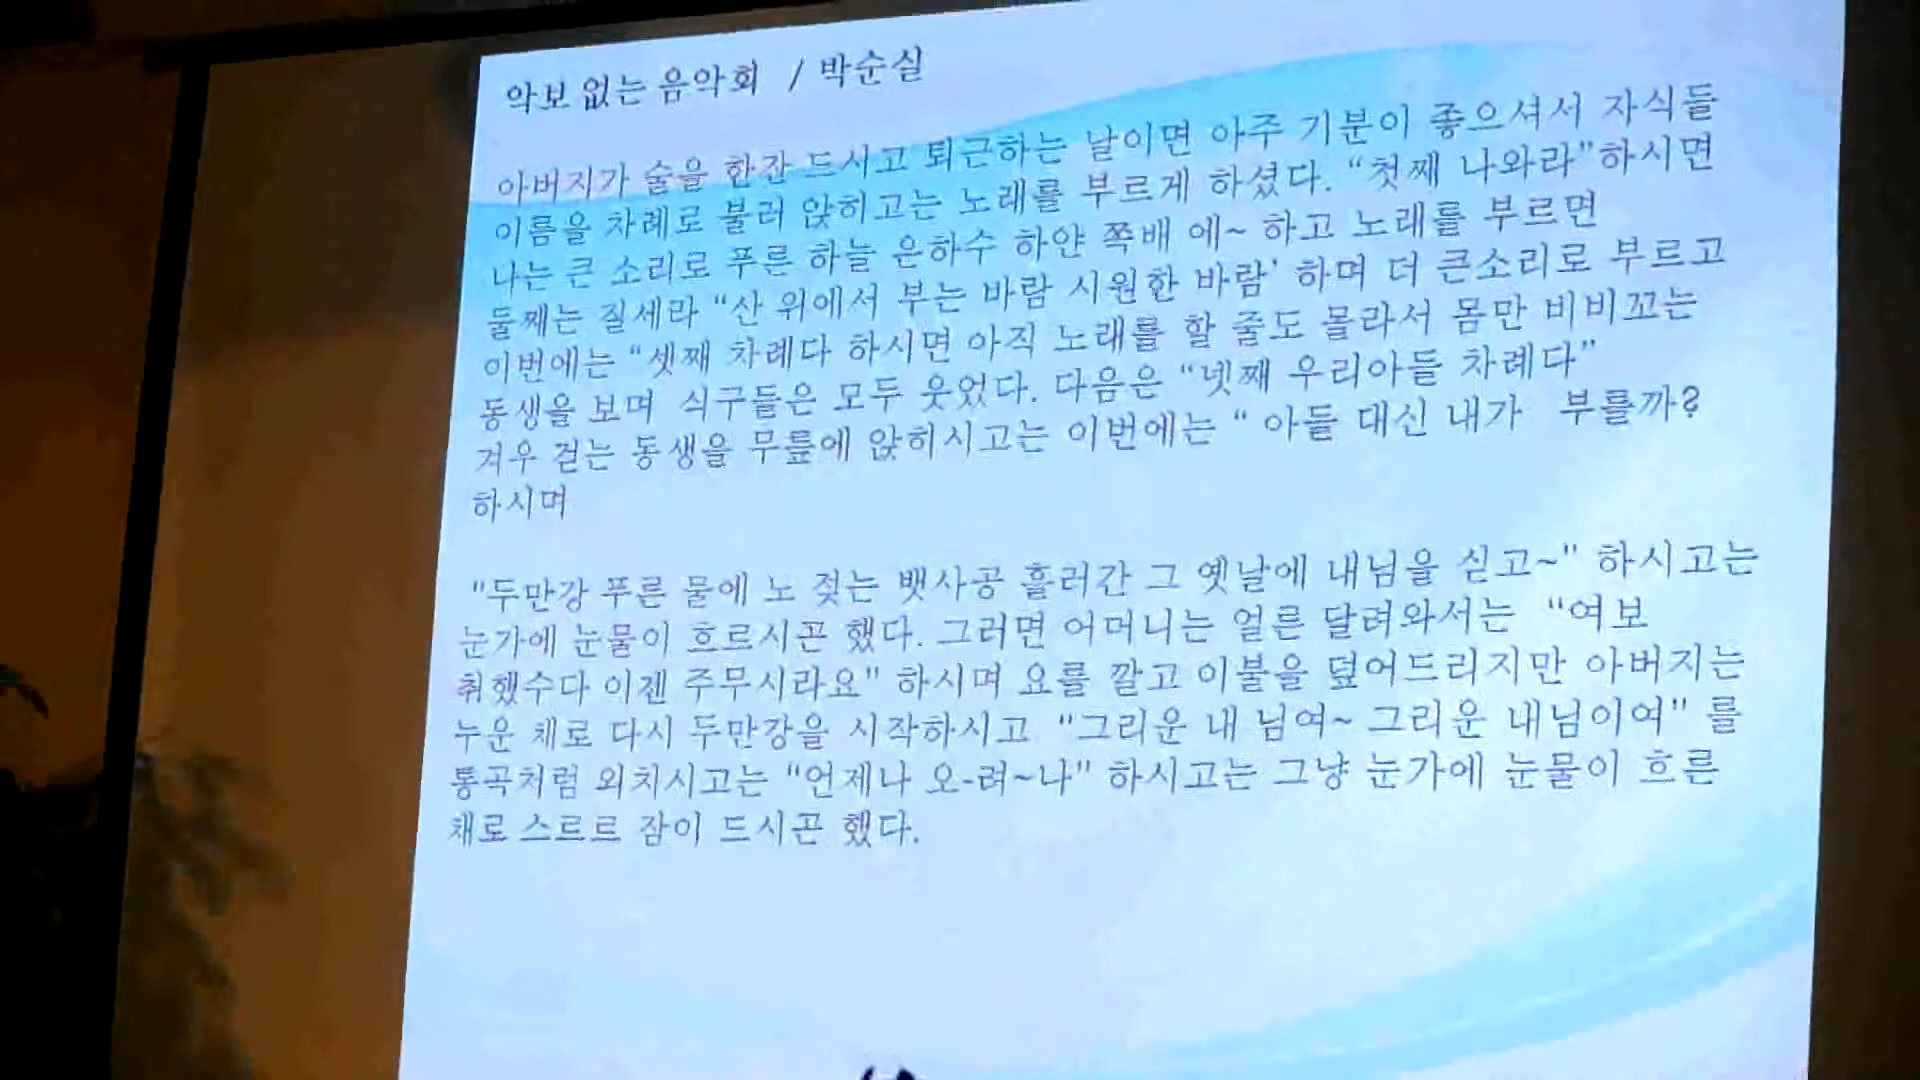 악보 없는 음악회 / 박순실
아버지가 술을 한잔 드시고 퇴근하는 날이면 아주 기분이 좋으셔서 자식들
이름을 차례로 불러 앉히고는 노래를 부르게 하셨다. “첫째 나와라”하시면
나는 큰 소리로 푸른 하늘 은하수 하얀 쪽배 에~ 하고 노래를 부르면
둘째는 질세라 “산 위에서 부는 바람 시원한 바람’ 하며 더 큰소리로 부르고
이번에는 “셋째 차례다 하시면 아직 노래를 할 줄도 몰라서 몸만 비비꼬는
동생을 보며 식구들은 모두 웃었다. 다음은 “넷째 우리아들 차례다”
겨우 걷는 동생을 무릎에 앉히시고는 이번에는 “ 아들 대신 내가 부를까?
하시며
"두만강 푸른 물에 노 젖는 뱃사공 흘러간 그 옛날에 내님을 싣고~" 하시고는
눈가에 눈물이 흐르시곤 했다. 그러면 어머니는 얼른 달려와서는 “여보
취했수다 이젠 주무시라요" 하시며 요를 깔고 이불을 덮어드리지만 아버지는
누운 채로 다시 두만강을 시작하시고 "그리운 내 님여~ 그리운 내님이여" 를
통곡처럼 외치시고는 “언제나 오-려~나" 하시고는 그냥 눈가에 눈물이 흐른
채로 스르르 잠이 드시곤 했다.